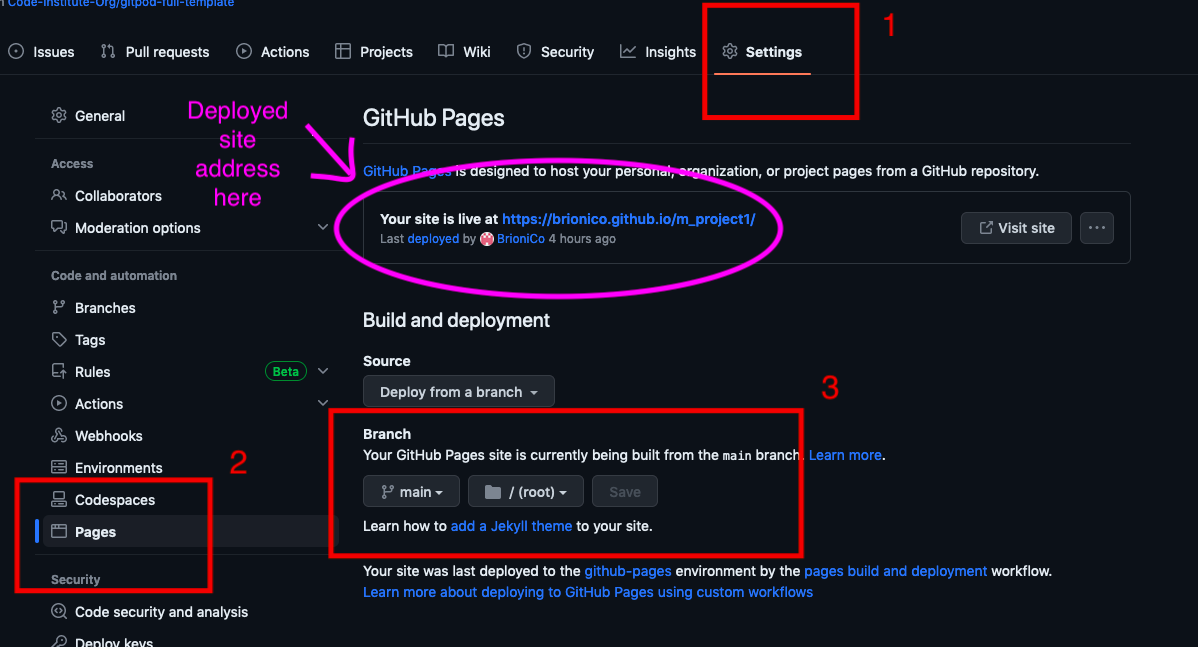 Code-Institute-Org/gitpod-full-template
1
Issues Pull requests Actions Projects Wiki Security Insights Settings
General
Access
Collaborators
Moderation options
Code and automation
Branches
Tags
Rules Beta
Actions
Webhooks
Environments
2
Codespaces
Pages
Security
Code security and analysis
Deploy keys
Deployed
site
address
here
GitHub Pages
GitHub Pages is designed to host your personal, organization, or project pages from a GitHub repository.
Your site is live at https://brionico.github.io/m_project1/
Last deployed by BrioniCo 4 hours ago
Visit site
Build and deployment
Source
Deploy from a branch
3
Branch
Your GitHub Pages site is currently being built from the main branch. Learn more.
main / (root) Save
Learn how to add a Jekyll theme to your site.
Your site was last deployed to the github-pages environment by the pages build and deployment workflow.
Learn more about deploying to GitHub Pages using custom workflows